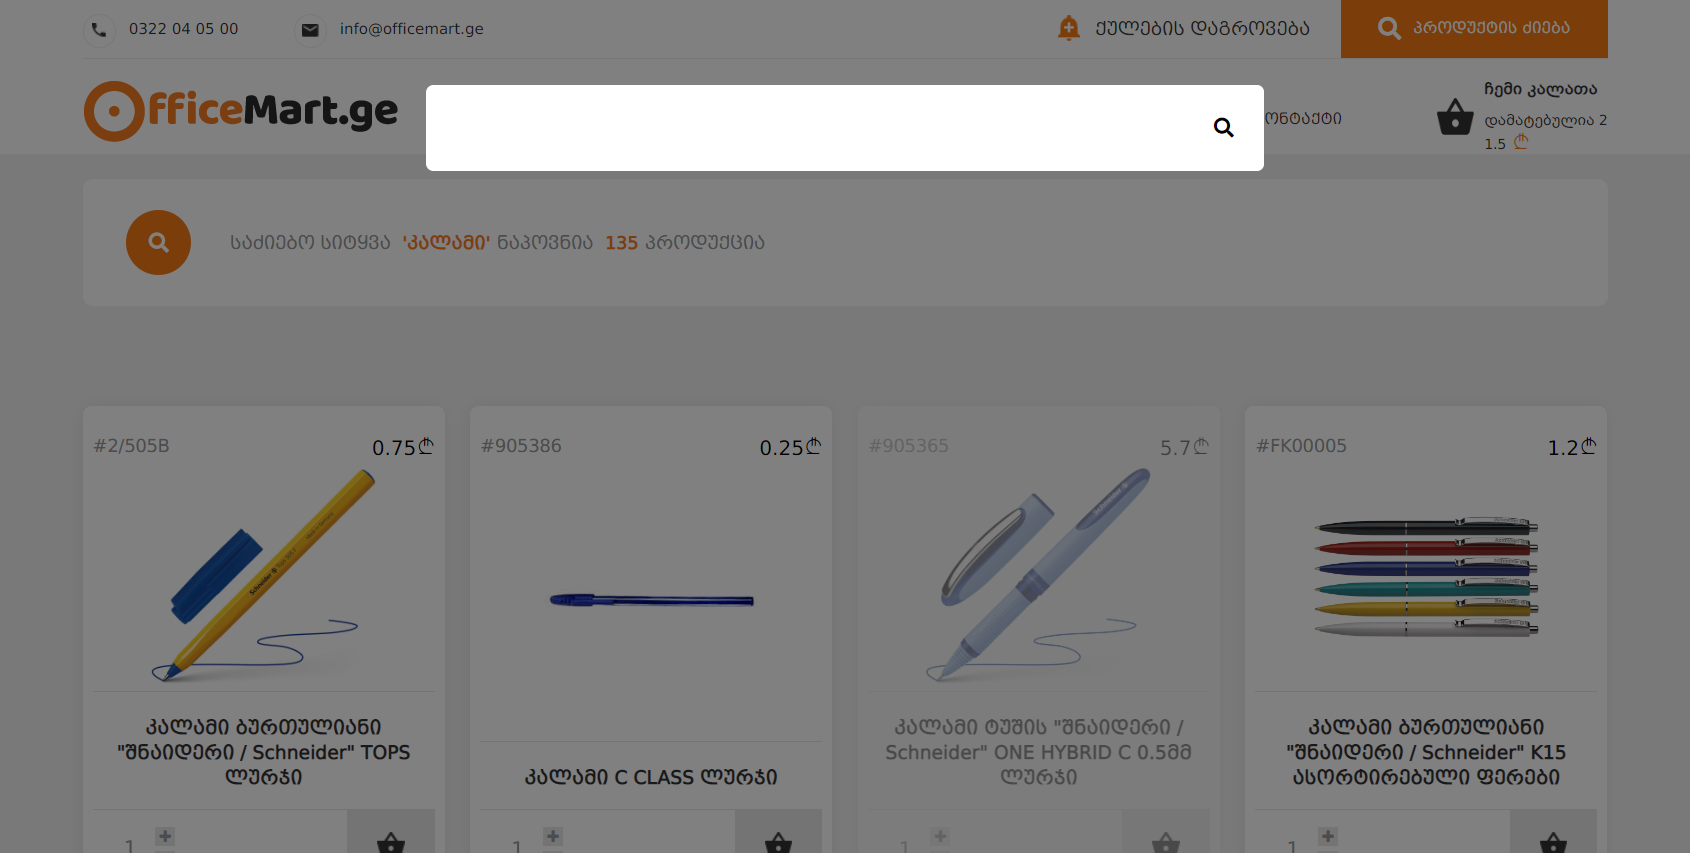 0322 04 05 00
info@officemart.ge
ქულების დაგროვება
პროდუქტის ძიება
OfficeMart.ge
ონტაქტი
ჩემი კალათა
დამატებულია 2
1.5 ₾
საძიებო სიტყვა 'კალამი' ნაპოვნია 135 პროდუქცია
#2/505B
0.75₾
#905386
0.25₾
#905365
5.7₾
#FK00005
1.2₾
კალამი ბურთულიანი
"შნაიდერი / Schneider" TOPS
ლურჯი
კალამი C CLASS ლურჯი
კალამი ტუშის "შნაიდერი /
Schneider" ONE HYBRID C 0.5მმ
ლურჯი
კალამი ბურთულიანი
"შნაიდერი / Schneider" K15
ასორტირებული ფერები
1
+
1
+
1
+
1
+